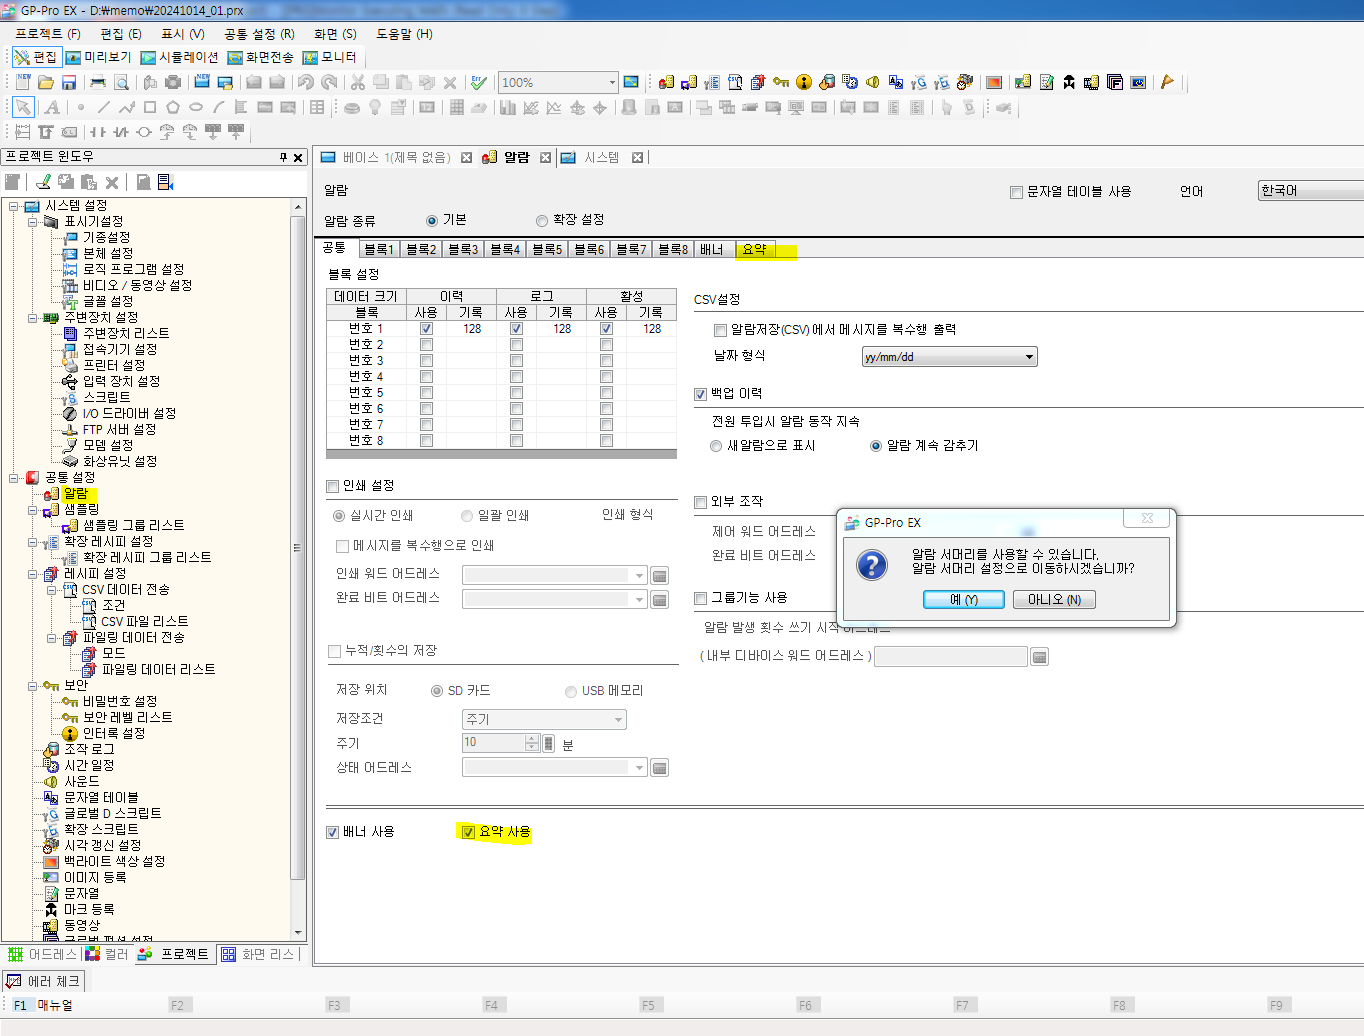 GP-Pro EX - D:₩memo₩20241014_01.prx
프로젝트 (F) 편집 (E) 표시 (V) 공통 설정 (R) 화면 (S) 도움말 (H)
편집 미리보기 시뮬레이션 화면전송 모니터
100%
프로젝트 윈도우
시스템 설정
표시기설정
기종설정
본체 설정
로직 프로그램 설정
비디오 / 동영상 설정
글꼴 설정
주변장치 설정
주변장치 리스트
접속기기 설정
프린터 설정
입력 장치 설정
스크립트
I/O 드라이버 설정
FTP 서버 설정
모뎀 설정
화상유닛 설정
공통 설정
알람
샘플링
샘플링 그룹 리스트
확장 레시피 설정
확장 레시피 그룹 리스트
레시피 설정
CSV 데이터 전송
조건
CSV 파일 리스트
파일링 데이터 전송
모드
파일링 데이터 리스트
보안
비밀번호 설정
보안 레벨 리스트
인터록 설정
조작 로그
시간 일정
사운드
문자열 테이블
글로벌 D 스크립트
확장 스크립트
시각 갱신 설정
백라이트 색상 설정
이미지 등록
문자열
마크 등록
동영상
어드레스 컬러 프로젝트 화면 리스
베이스 1(제목 없음) 알람 시스템
알람
문자열 테이블 사용 언어 한국어
알람 종류 기본 확장 설정
공통 블록1 블록2 블록3 블록4 블록5 블록6 블록7 블록8 배너 요약
블록 설정
데이터 크기 이력 로그 활성
블록 사용 기록 사용 기록 사용 기록
번호 1 128 128 128
번호 2
번호 3
번호 4
번호 5
번호 6
번호 7
번호 8
인쇄 설정
실시간 인쇄 일괄 인쇄 인쇄 형식
메시지를 복수행으로 인쇄
인쇄 워드 어드레스
완료 비트 어드레스
누적/횟수의 저장
저장 위치 SD 카드 USB 메모리
저장조건 주기
주기 10 분
상태 어드레스
배너 사용 요약 사용
CSV설정
알람저장(CSV) 에서 메시지를 복수행 출력
날짜 형식 yy/mm/dd
백업 이력
전원 투입시 알람 동작 지속
새알람으로 표시 알람 계속 감추기
외부 조작
제어 워드 어드레스
완료 비트 어드레스
그룹기능 사용
알람 발생 횟수 쓰기 시작 어드레스
( 내부 디바이스 워드 어드레스 )
GP-Pro EX
알람 서머리를 사용할 수 있습니다.
알람 서머리 설정으로 이동하시겠습니까?
예 (Y) 아니오 (N)
에러 체크
F1 매뉴얼 F2 F3 F4 F5 F6 F7 F8 F9